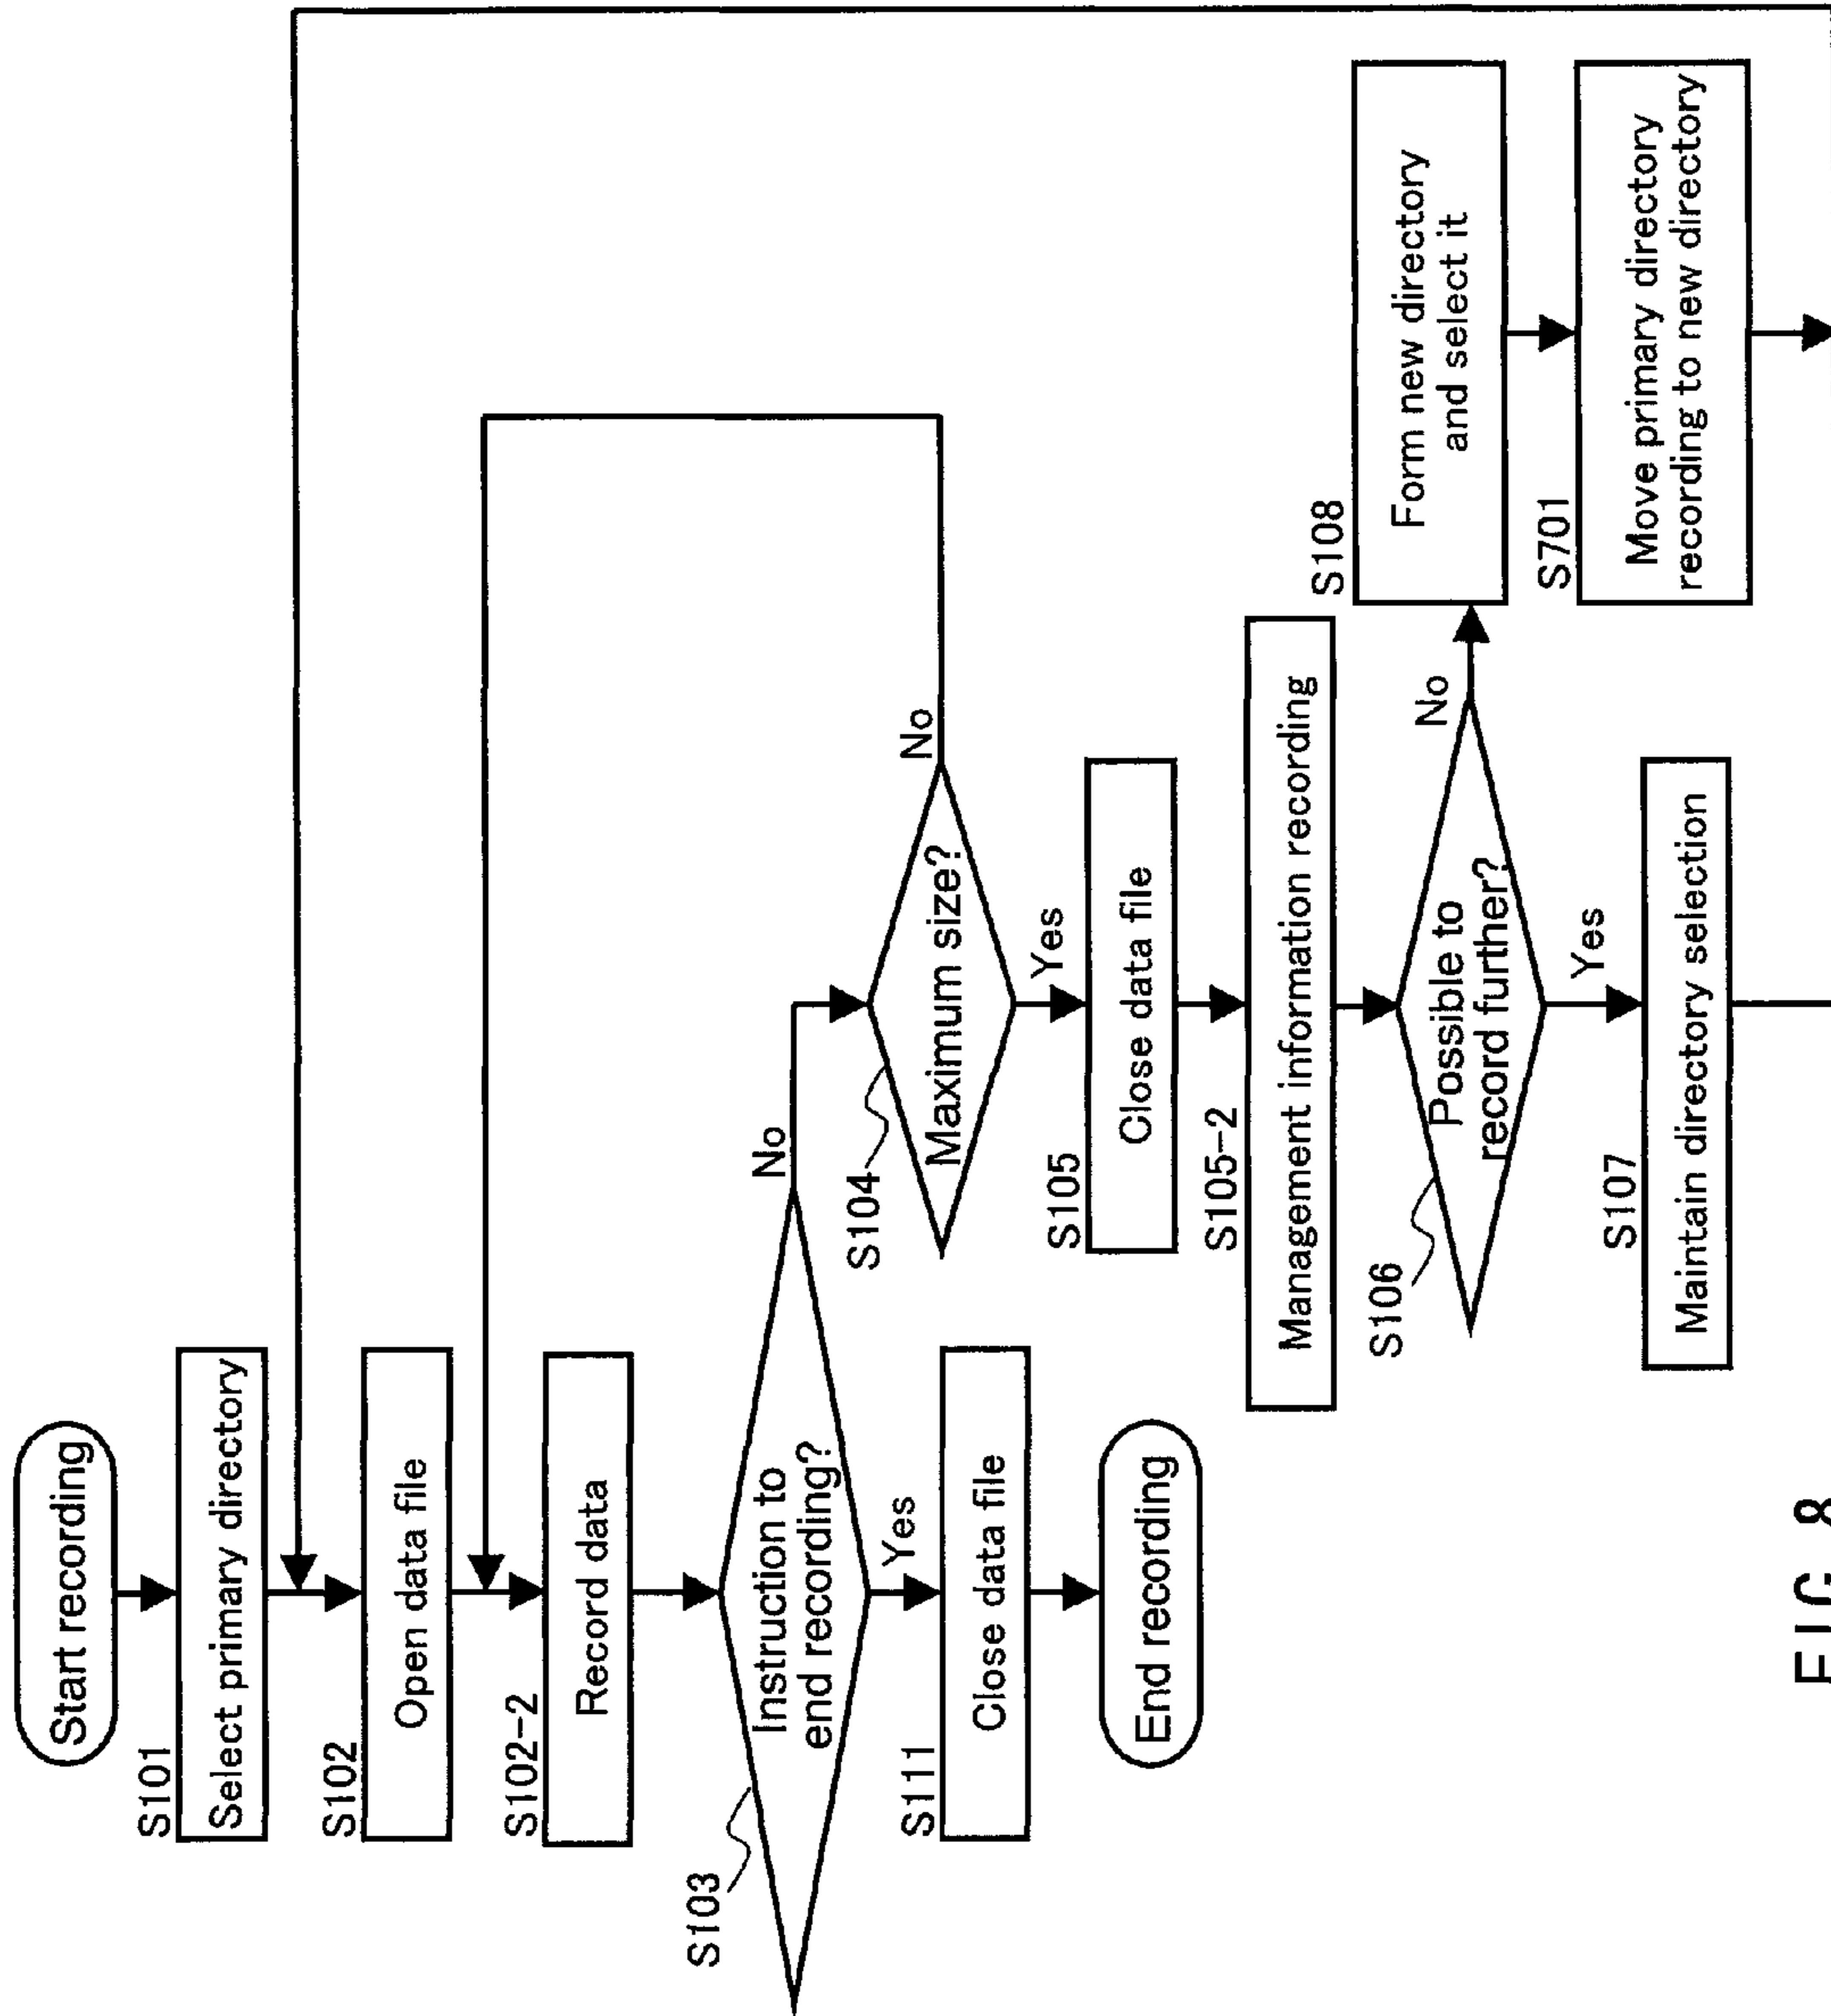 Start recording
S101
Select primary directory
S102
Open data file
S102-2
Record data
S103
Instruction to
end recording?
No
Yes
S111
Close data file
End recording
S104
Maximum size?
No
Yes
S105
Close data file
S105-2
Management information recording
S106
Possible to
record further?
No
Yes
S107
Maintain directory selection
S108
Form new directory
and select it
S701
Move primary directory
recording to new directory
FIG. 8